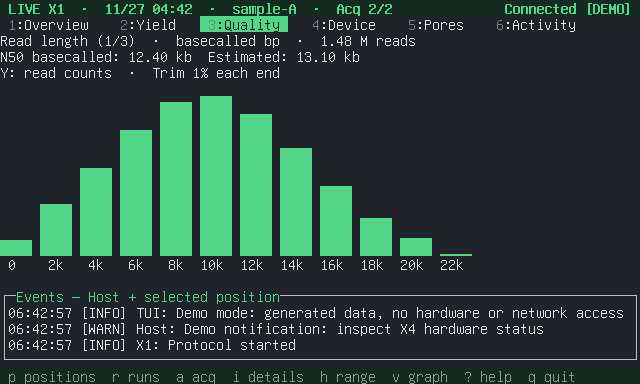 LIVE X1 · 11/27 04:42 · sample-A · Acq 2/2 Connected [DEMO]
1:Overview 2:Yield 3:Quality 4:Device 5:Pores 6:Activity
Read length (1/3) · basecalled bp · 1.48 M reads
N50 basecalled: 12.40 kb Estimated: 13.10 kb
Y: read counts · Trim 1% each end
0 2k 4k 6k 8k 10k 12k 14k 16k 18k 20k 22k
Events — Host + selected position
06:42:57 [INFO] TUI: Demo mode: generated data, no hardware or network access
06:42:57 [WARN] Host: Demo notification: inspect X4 hardware status
06:42:57 [INFO] X1: Protocol started
p positions r runs a acq i details h range v graph ? help q quit